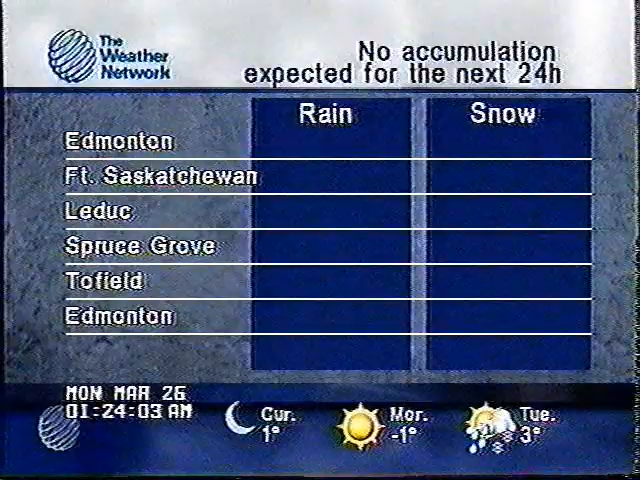 The
Weather
Network
No accumulation
expected for the next 24h
Rain Snow
Edmonton
Ft. Saskatchewan
Leduc
Spruce Grove
Tofield
Edmonton
MON MAR 26
01:24:03 AM
Cur.
1°
Mor.
-1°
Tue.
3°